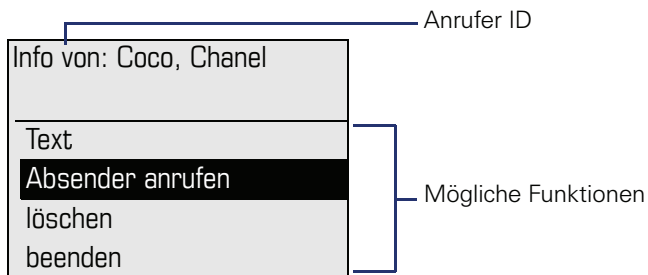 Anrufer ID
Info von: Coco, Chanel
Text
Absender anrufen
Mögliche Funktionen
löschen
beenden